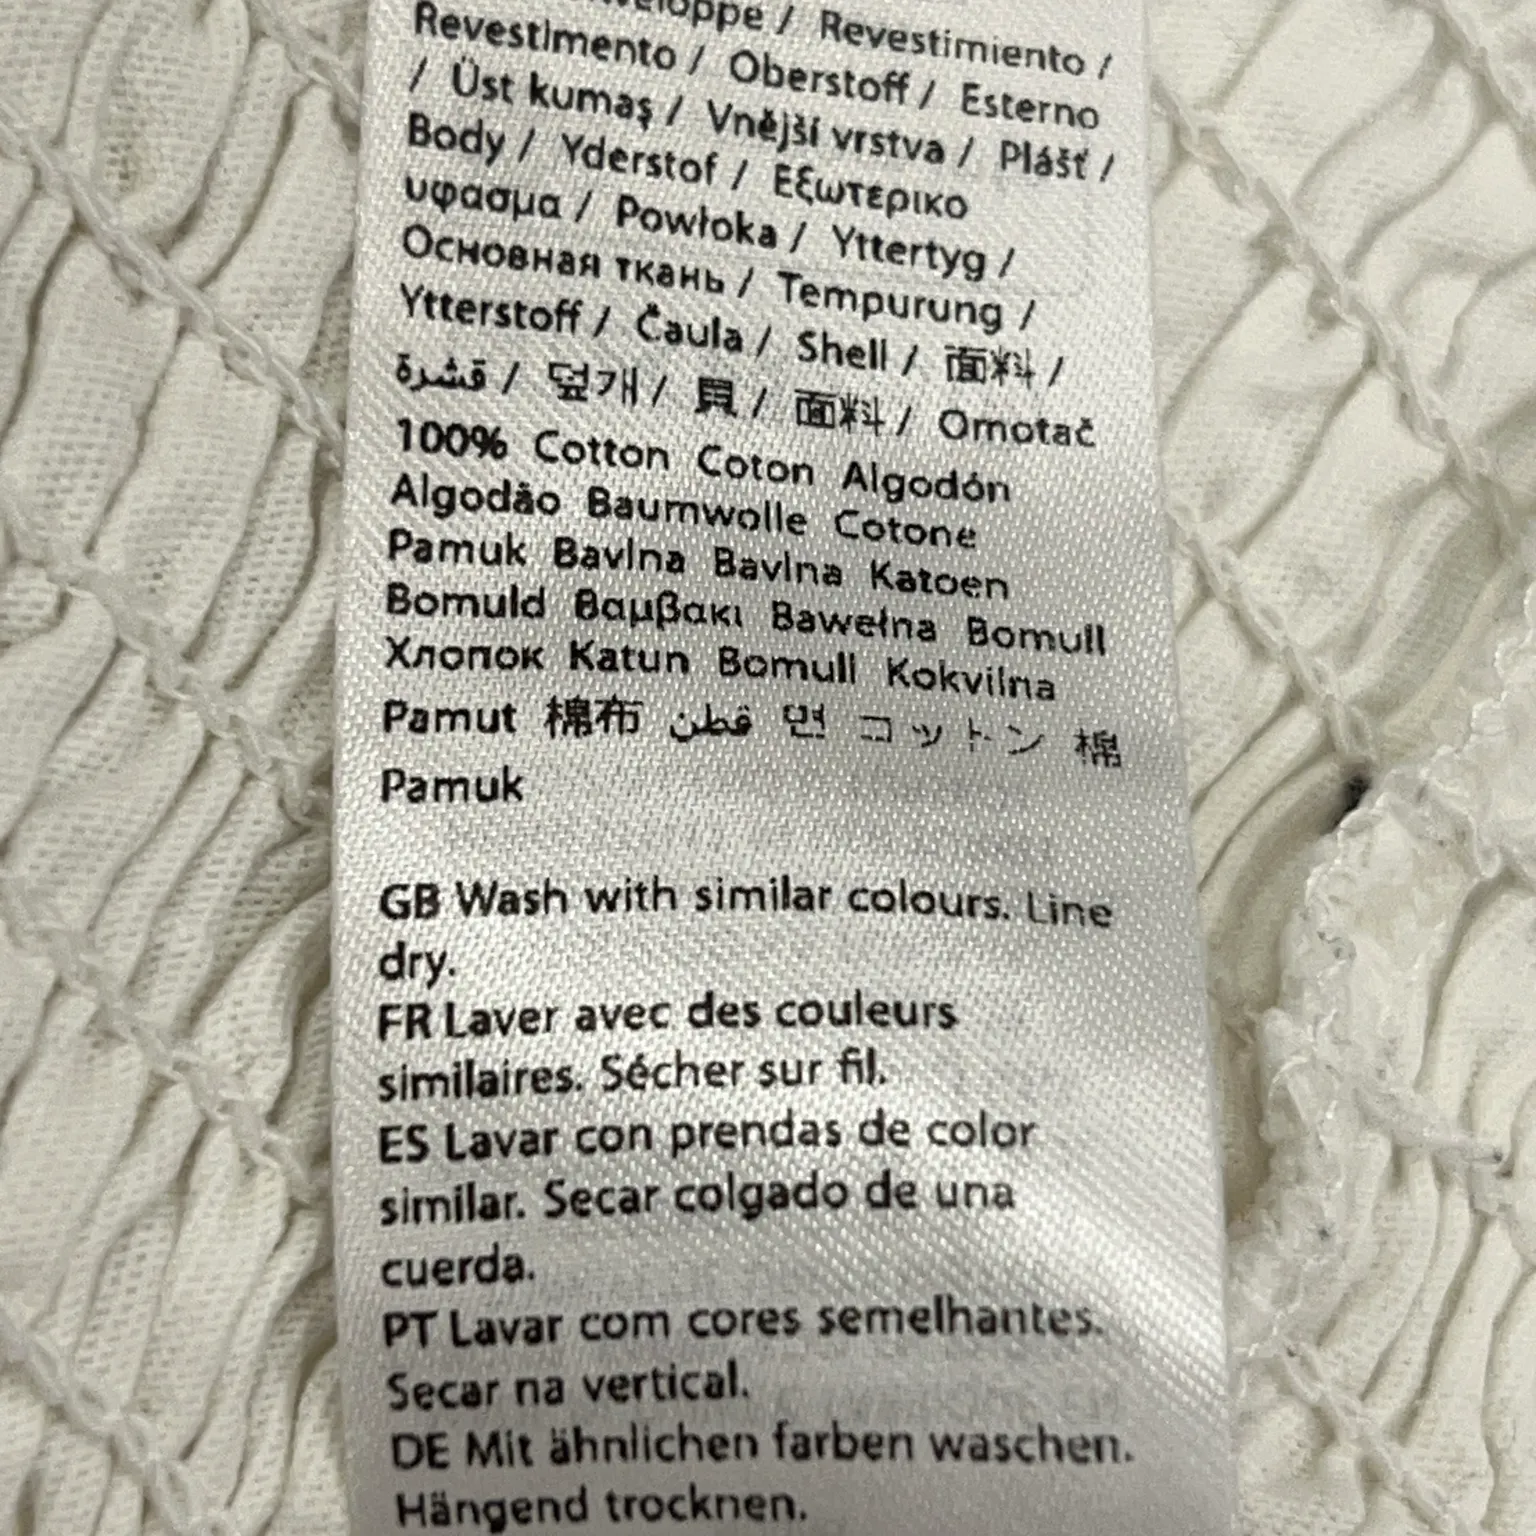 / Revestimiento /
Revestimento / Oberstoff / Esterno
/ Üst kumaş / Vnější vrstva / Plášť /
Body / Yderstof / Εξωτερικο
υφασμα / Powłoka / Yttertyg /
Основная ткань / Tempurung /
Ytterstoff / Čaula / Shell / 面料 /
قشرة / 덮개 / 貝 / 面料 / Omotač
100% Cotton Coton Algodón
Algodão Baumwolle Cotone
Pamuk Bavlna Bavlna Katoen
Bomuld Βαμβακι Bawełna Bomull
Хлопок Katun Bomull Kokvilna
Pamut 棉布 قطن 면 コットン 棉
Pamuk
GB Wash with similar colours. Line
dry.
FR Laver avec des couleurs
similaires. Sécher sur fil.
ES Lavar con prendas de color
similar. Secar colgado de una
cuerda.
PT Lavar com cores semelhantes.
Secar na vertical.
DE Mit ähnlichen farben waschen.
Hängend trocknen.